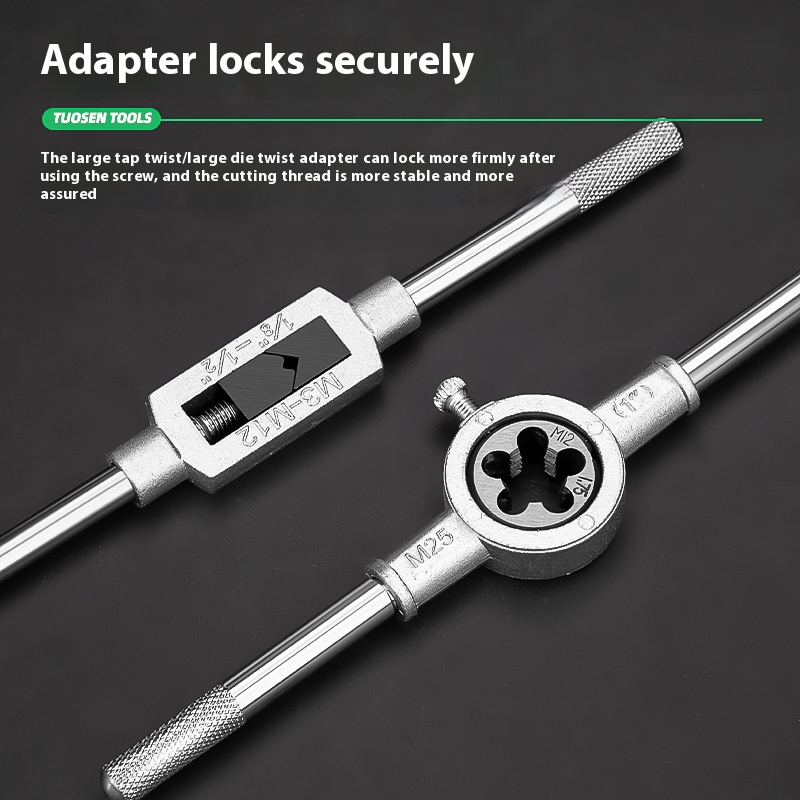 Adapter locks securely
TUOSEN TOOLS
The large tap twist/large die twist adapter can lock more firmly after
using the screw, and the cutting thread is more stable and more
assured
1/8"-1/2"
M3-M12
M12
1.75
(1")
M25